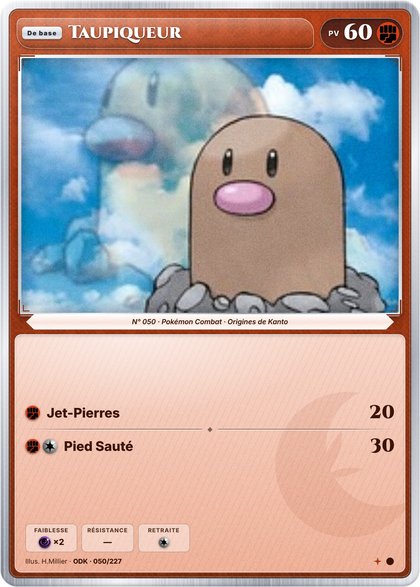 De base TAUPIQUEUR PV 60
N° 050 · Pokémon Combat · Origines de Kanto
Jet-Pierres 20
Pied Sauté 30
FAIBLESSE RÉSISTANCE RETRAITE
×2 —
Illus. H.Millier · ODK · 050/227